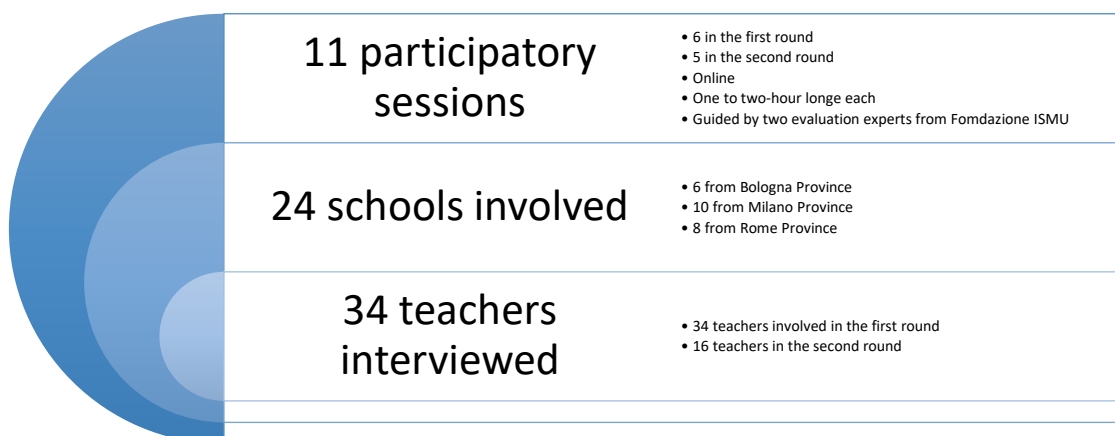 11 participatory
sessions
• 6 in the first round
• 5 in the second round
• Online
• One to two-hour longe each
• Guided by two evaluation experts from Fomdazione ISMU
24 schools involved
• 6 from Bologna Province
• 10 from Milano Province
• 8 from Rome Province
34 teachers
interviewed
• 34 teachers involved in the first round
• 16 teachers in the second round